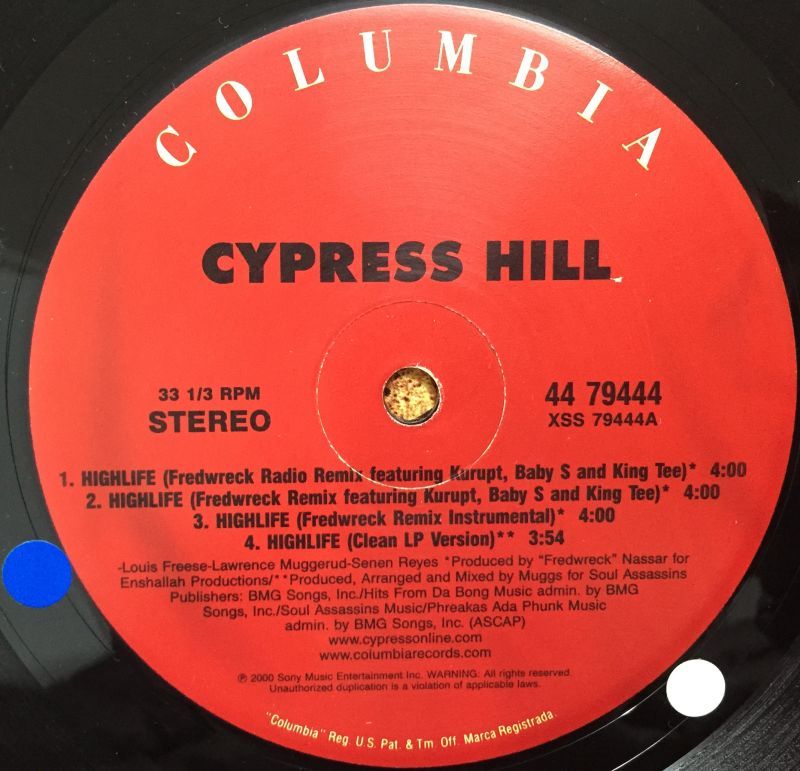 COLUMBIA
CYPRESS HILL
33 1/3 RPM
STEREO
44 79444
XSS 79444A
1. HIGHLIFE (Fredwreck Radio Remix featuring Kurupt, Baby S and King Tee)* 4:00
2. HIGHLIFE (Fredwreck Remix featuring Kurupt, Baby S and King Tee)* 4:00
3. HIGHLIFE (Fredwreck Remix Instrumental)* 4:00
4. HIGHLIFE (Clean LP Version)** 3:54
-Louis Freese-Lawrence Muggerud-Senen Reyes *Produced by "Fredwreck" Nassar for
Enshallah Productions/**Produced, Arranged and Mixed by Muggs for Soul Assassins
Publishers: BMG Songs, Inc./Hits From Da Bong Music admin. by BMG
Songs, Inc./Soul Assassins Music/Phreakas Ada Phunk Music
admin. by BMG Songs, Inc. (ASCAP)
www.cypressonline.com
www.columbiarecords.com
℗ 2000 Sony Music Entertainment Inc. WARNING: All rights reserved.
Unauthorized duplication is a violation of applicable laws.
"Columbia" Reg. U.S. Pat. & Tm. Off. Marca Registrada.